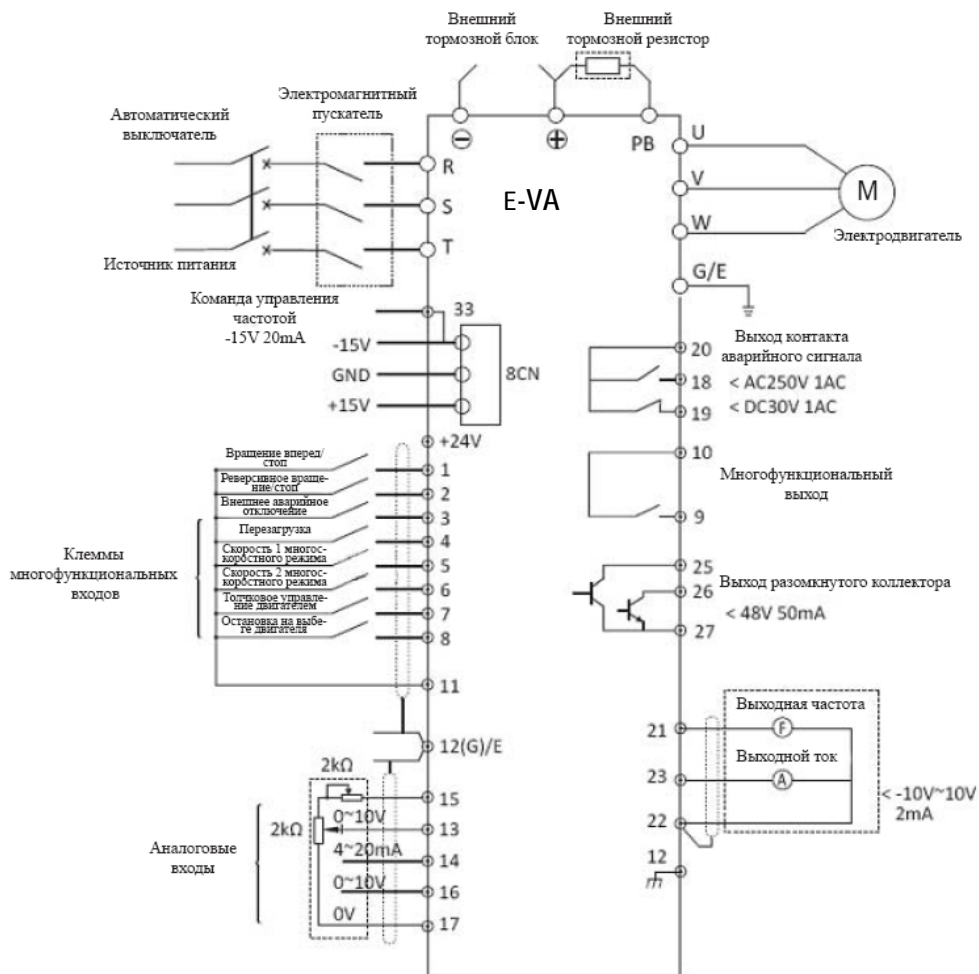 Внешний
тормозной блок
Внешний
тормозной резистор
Электромагнитный
пускатель
Автоматический
выключатель
⊖
⊕
PB
U
R
V
E-VA
M
S
W
T
Электродвигатель
Источник питания
G/E
Команда управления
частотой
-15V 20mA
33
-15V
GND
+15V
8CN
20
Выход контакта
аварийного сигнала
18
< AC250V 1AC
19
< DC30V 1AC
+24V
10
Многофункциональный
выход
9
Вращение вперед/
стоп
1
Реверсивное враще-
ние/стоп
2
Внешнее аварийное
отключение
3
Перезагрузка
4
Скорость 1 многос-
коростного режима
5
Скорость 2 многос-
коростного режима
6
Толчковое управле-
ние двигателем
7
Остановка на выбе-
ге двигателя
8
Клеммы
многофункциональных
входов
11
25
26
Выход разомкнутого коллектора
27
< 48V 50mA
12(G)/E
2kΩ
15
0~10V
2kΩ
13
4~20mA
14
0~10V
16
0V
17
Аналоговые
входы
Выходная частота
21
F
Выходной ток
23
A
< -10V~10V
2mA
22
12